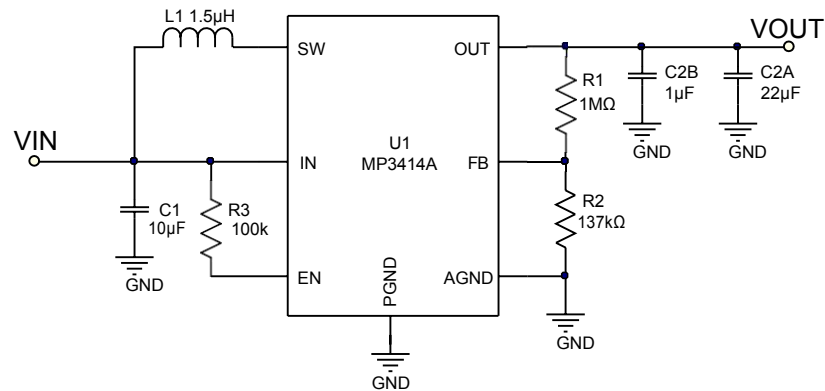 L1 1.5µH
VOUT
SW
OUT
C2B
1µF
C2A
22µF
R1
1MΩ
GND
GND
VIN
U1
MP3414A
IN
FB
C1
10µF
R3
100k
R2
137kΩ
GND
EN
PGND
AGND
GND
GND